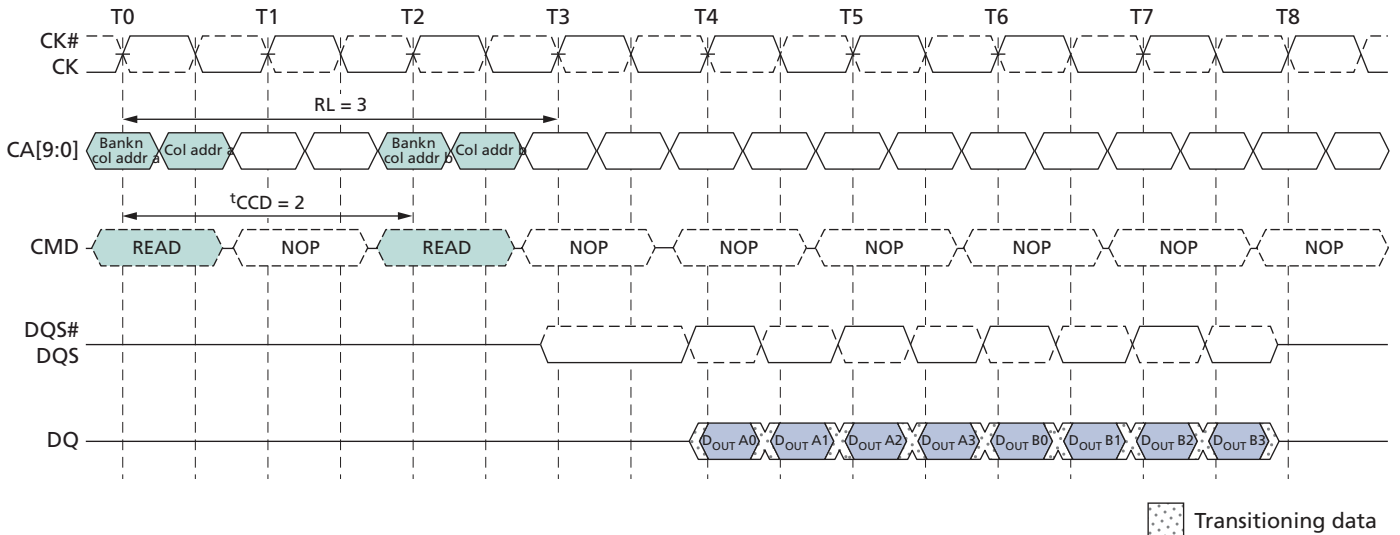 T0 T1 T2 T3 T4 T5 T6 T7 T8
CK#
CK
RL = 3
CA[9:0]
Bankn
col addr a
Col addr a
Bankn
col addr b
Col addr b
tCCD = 2
CMD
READ NOP READ NOP NOP NOP NOP NOP NOP
DQS#
DQS
DQ
DOUT A0 DOUT A1 DOUT A2 DOUT A3 DOUT B0 DOUT B1 DOUT B2 DOUT B3
Transitioning data